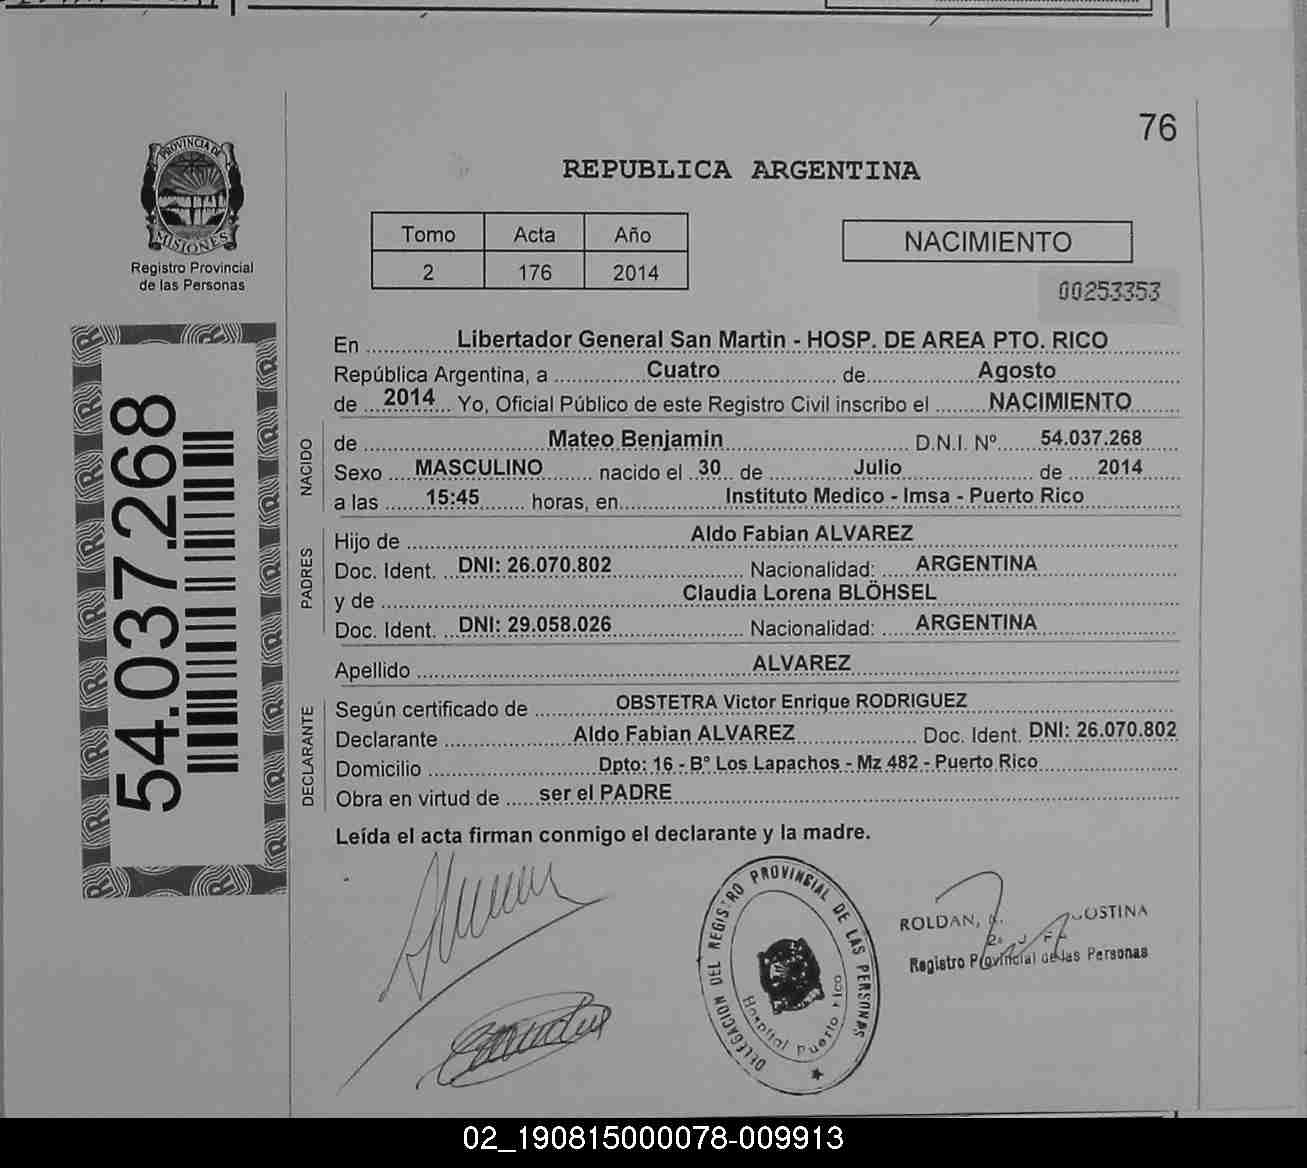 76
PROVINCIA DE
MISIONES
Registro Provincial
de las Personas
REPUBLICA ARGENTINA
Tomo Acta Año
2 176 2014
NACIMIENTO
00253353
54.037.268
En Libertador General San Martin - HOSP. DE AREA PTO. RICO
República Argentina, a Cuatro de Agosto
de 2014 Yo, Oficial Público de este Registro Civil inscribo el NACIMIENTO
NACIDO
de Mateo Benjamin D.N.I. Nº 54.037.268
Sexo MASCULINO nacido el 30 de Julio de 2014
a las 15:45 horas, en Instituto Medico - Imsa - Puerto Rico
PADRES
Hijo de Aldo Fabian ALVAREZ
Doc. Ident. DNI: 26.070.802 Nacionalidad: ARGENTINA
y de Claudia Lorena BLÖHSEL
Doc. Ident. DNI: 29.058.026 Nacionalidad: ARGENTINA
Apellido ALVAREZ
DECLARANTE
Según certificado de OBSTETRA Victor Enrique RODRIGUEZ
Declarante Aldo Fabian ALVAREZ Doc. Ident. DNI: 26.070.802
Domicilio Dpto: 16 - B° Los Lapachos - Mz 482 - Puerto Rico
Obra en virtud de ser el PADRE
Leída el acta firman conmigo el declarante y la madre.
DELEGACION DEL REGISTRO PROVINCIAL DE LAS PERSONAS
Hospital Puerto Rico
ROLDAN,
Registro Provincial de las Personas
02_190815000078-009913